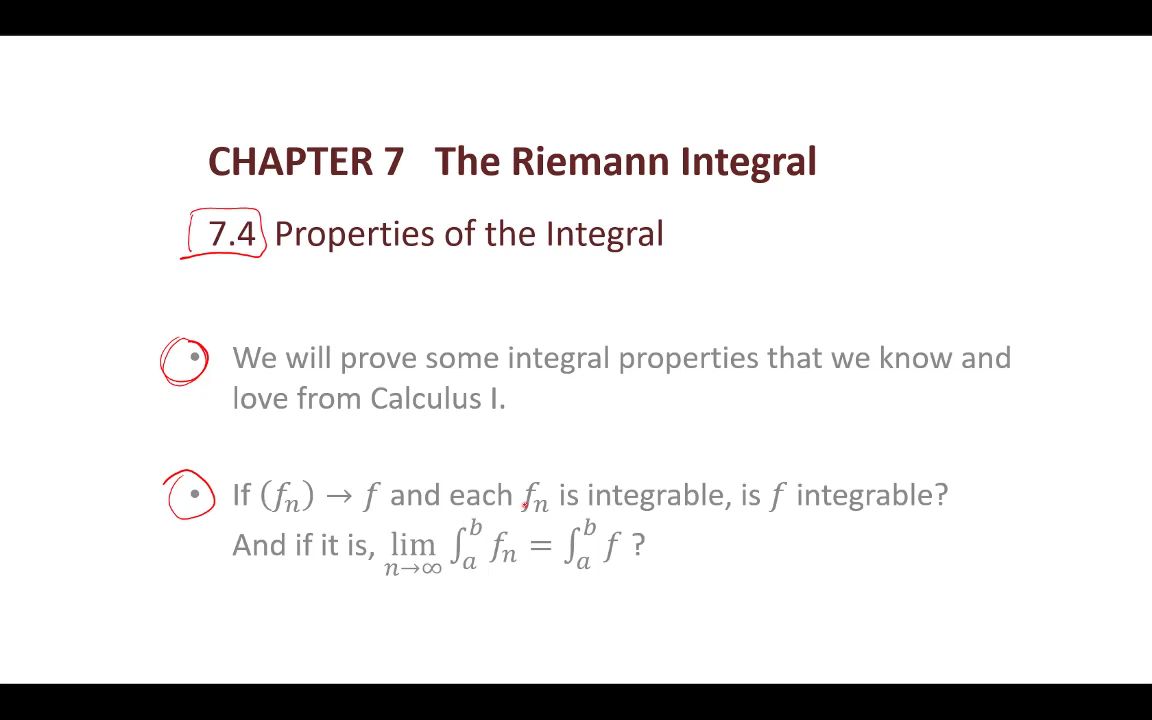 CHAPTER 7 The Riemann Integral
7.4 Properties of the Integral
• We will prove some integral properties that we know and
love from Calculus I.
• If (fₙ) → f and each fₙ is integrable, is f integrable?
And if it is, lim_{n→∞} ∫_a^b fₙ = ∫_a^b f ?